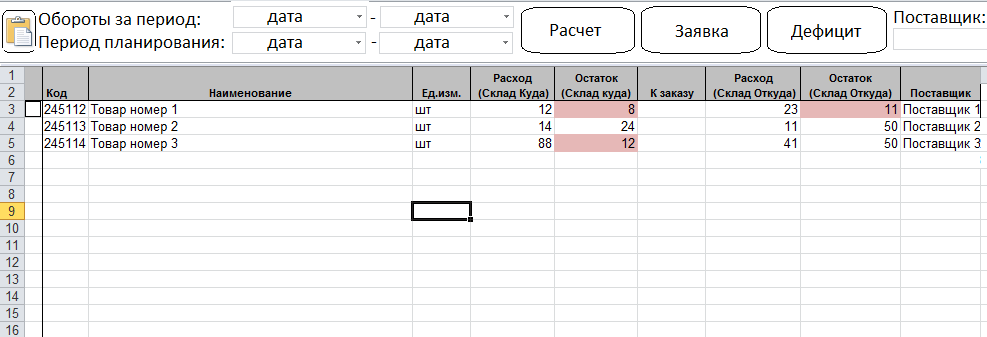 Обороты за период: дата - дата
Период планирования: дата - дата
Расчет
Заявка
Дефицит
Поставщик:
1
2 Код Наименование Ед.изм. Расход (Склад Куда) Остаток (Склад куда) К заказу Расход (Склад Откуда) Остаток (Склад Откуда) Поставщик
3 245112 Товар номер 1 шт 12 8 23 11 Поставщик 1
4 245113 Товар номер 2 шт 14 24 11 50 Поставщик 2
5 245114 Товар номер 3 шт 88 12 41 50 Поставщик 3
6
7
8
9
10
11
12
13
14
15
16